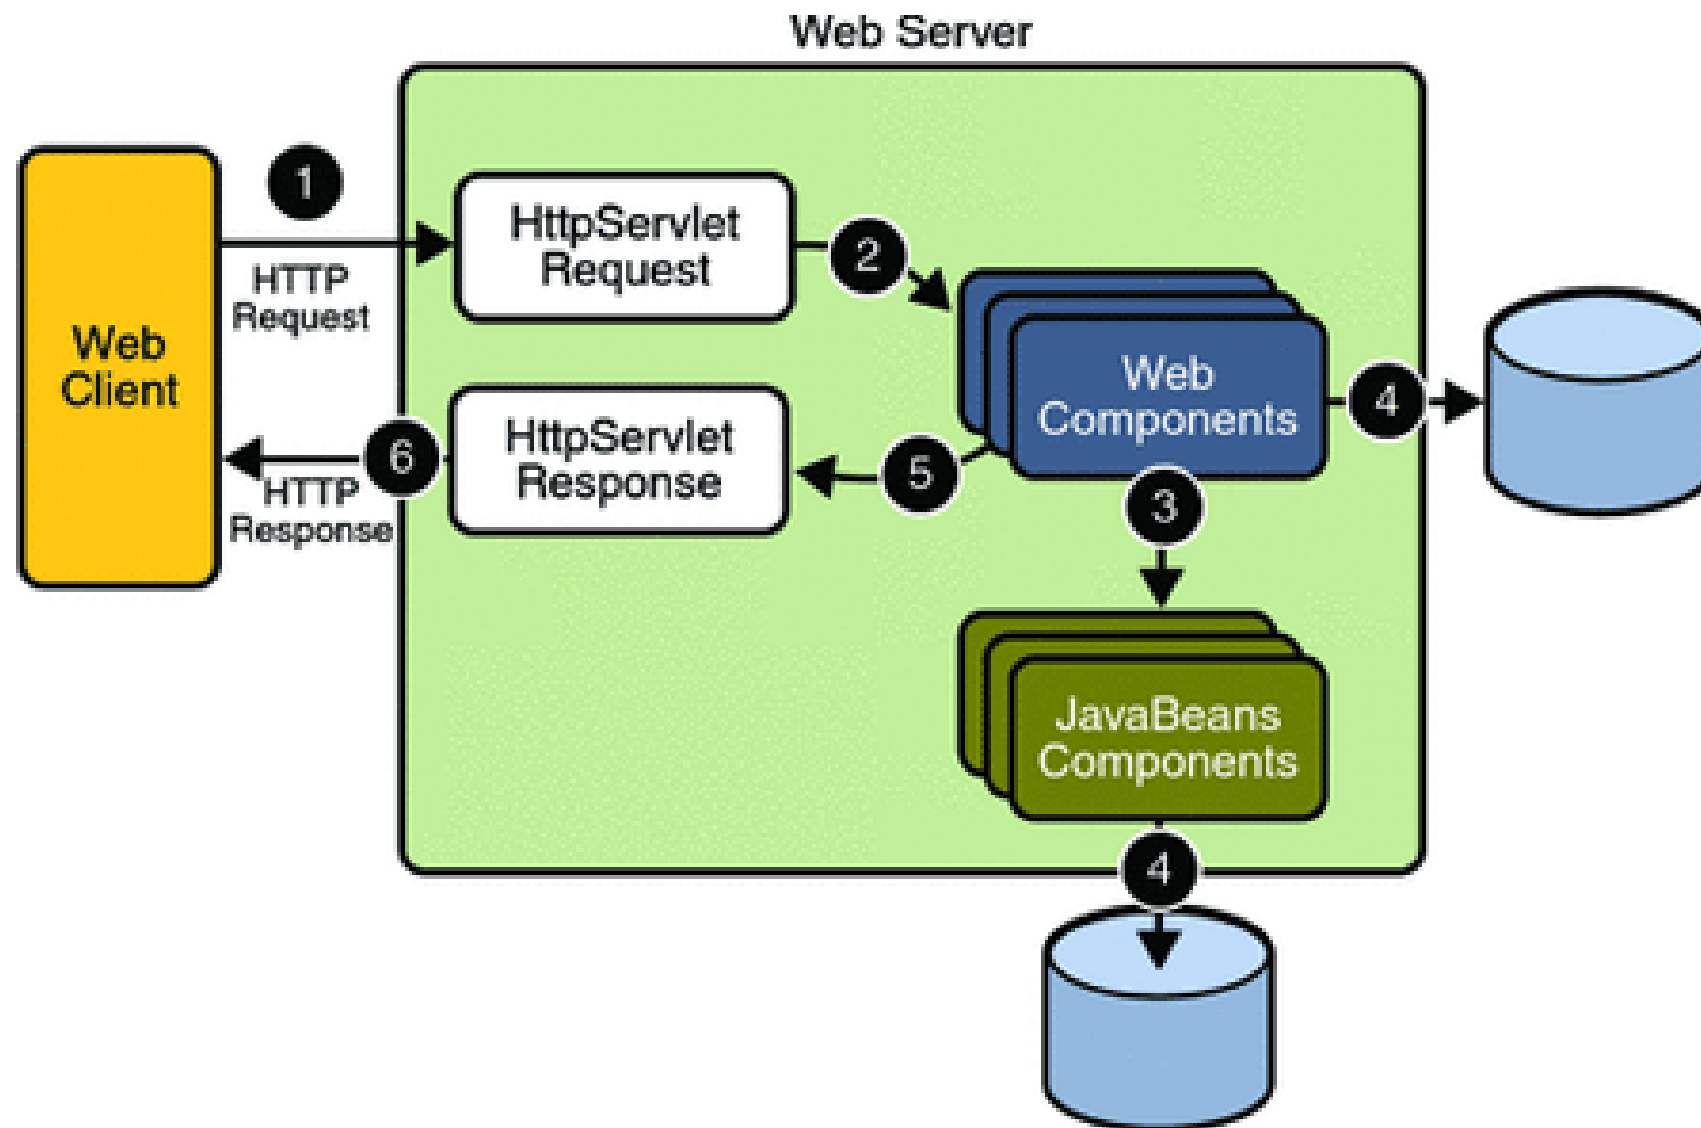 Web Server
1
HTTP
Request
Web
Client
HttpServlet
Request
2
Web
Components
4
HttpServlet
Response
5
6
HTTP
Response
3
JavaBeans
Components
4